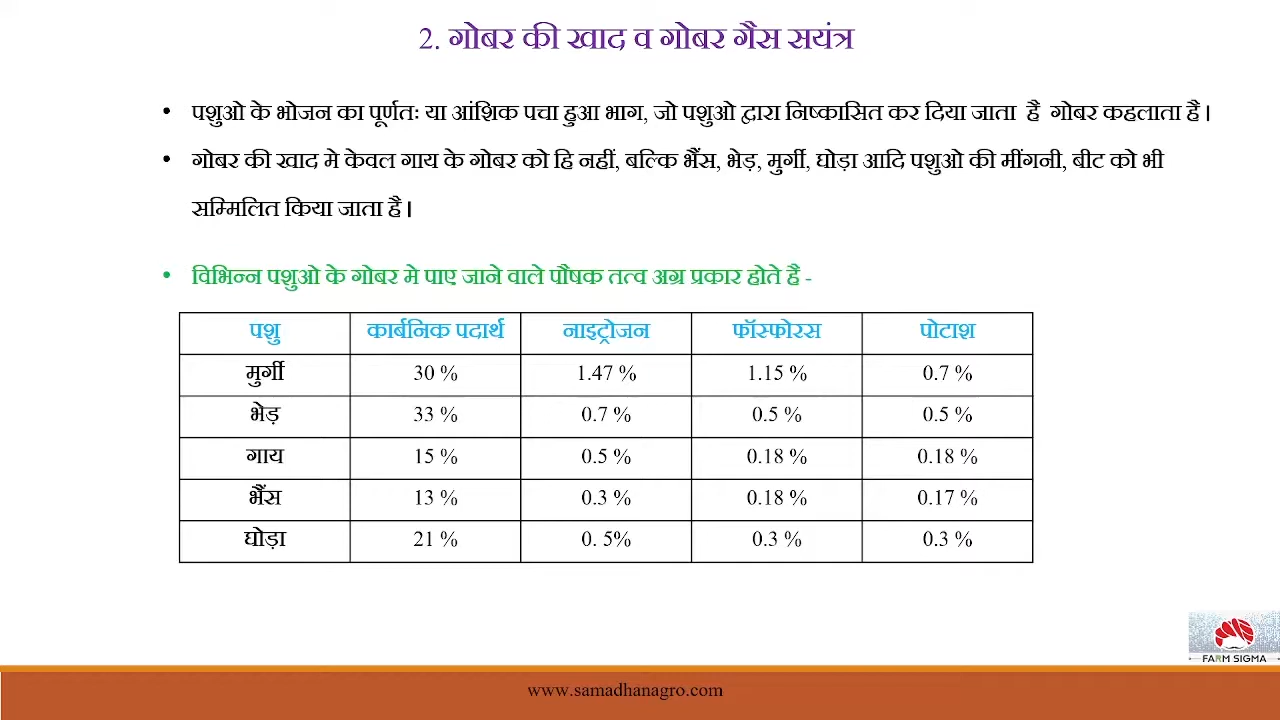 2. गोबर की खाद व गोबर गैस सयंत्र
• पशुओ के भोजन का पूर्णतः या आंशिक पचा हुआ भाग, जो पशुओ द्वारा निष्कासित कर दिया जाता है गोबर कहलाता है।
• गोबर की खाद मे केवल गाय के गोबर को हि नहीं, बल्कि भैंस, भेड़, मुर्गी, घोड़ा आदि पशुओ की मींगनी, बीट को भी
सम्मिलित किया जाता है।
• विभिन्न पशुओ के गोबर मे पाए जाने वाले पौषक तत्व अग्र प्रकार होते है -
पशु कार्बनिक पदार्थ नाइट्रोजन फॉस्फोरस पोटाश
मुर्गी 30 % 1.47 % 1.15 % 0.7 %
भेड़ 33 % 0.7 % 0.5 % 0.5 %
गाय 15 % 0.5 % 0.18 % 0.18 %
भैंस 13 % 0.3 % 0.18 % 0.17 %
घोड़ा 21 % 0. 5% 0.3 % 0.3 %
FARM SIGMA
www.samadhanagro.com